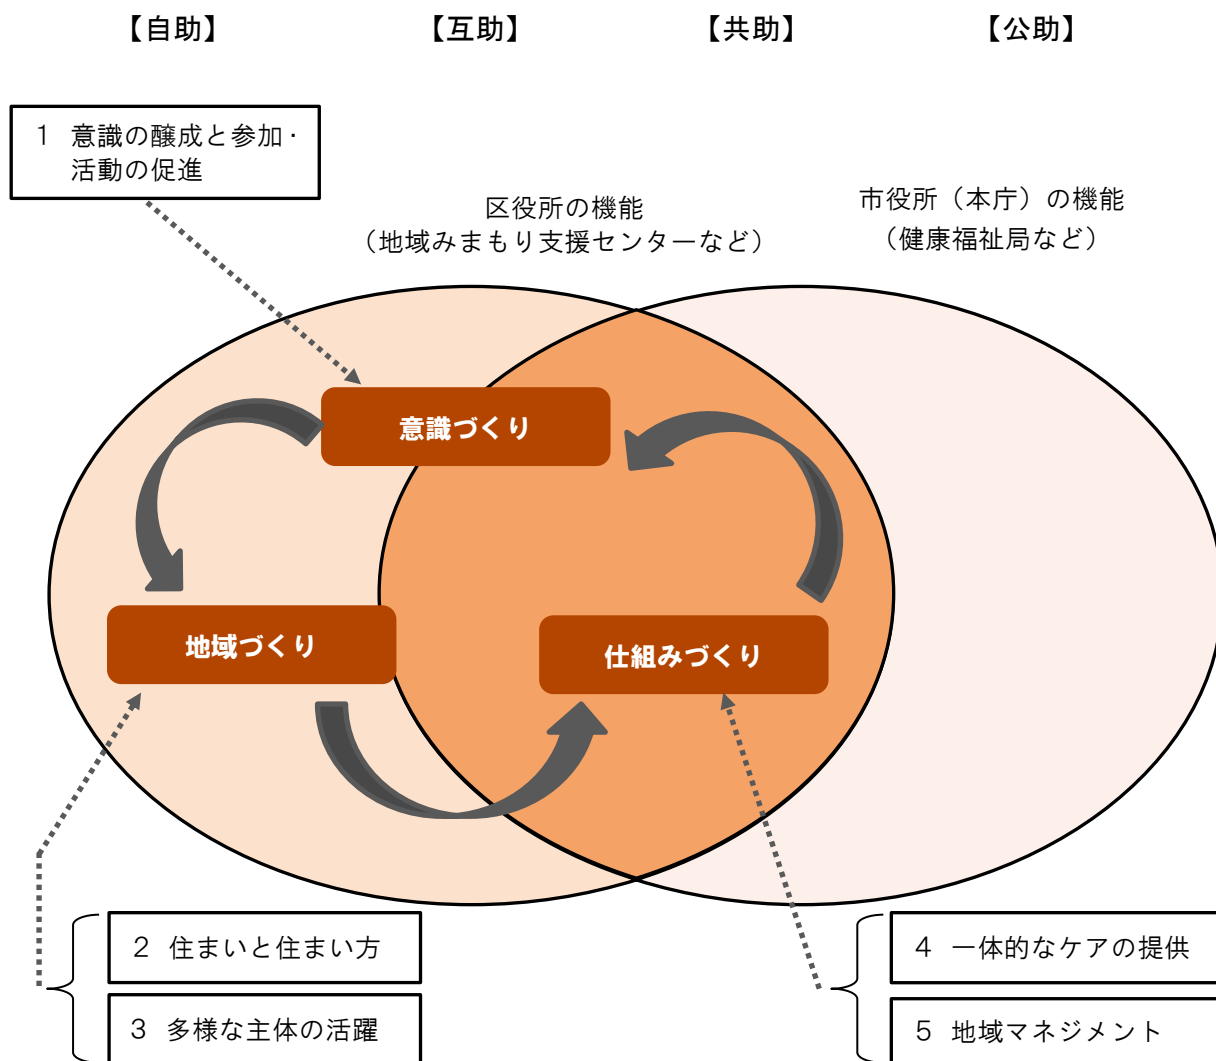 【自助】 【互助】 【共助】 【公助】
1 意識の醸成と参加・
活動の促進
区役所の機能
（地域みまもり支援センターなど）
市役所（本庁）の機能
（健康福祉局など）
意識づくり
地域づくり
仕組みづくり
2 住まいと住まい方
3 多様な主体の活躍
4 一体的なケアの提供
5 地域マネジメント